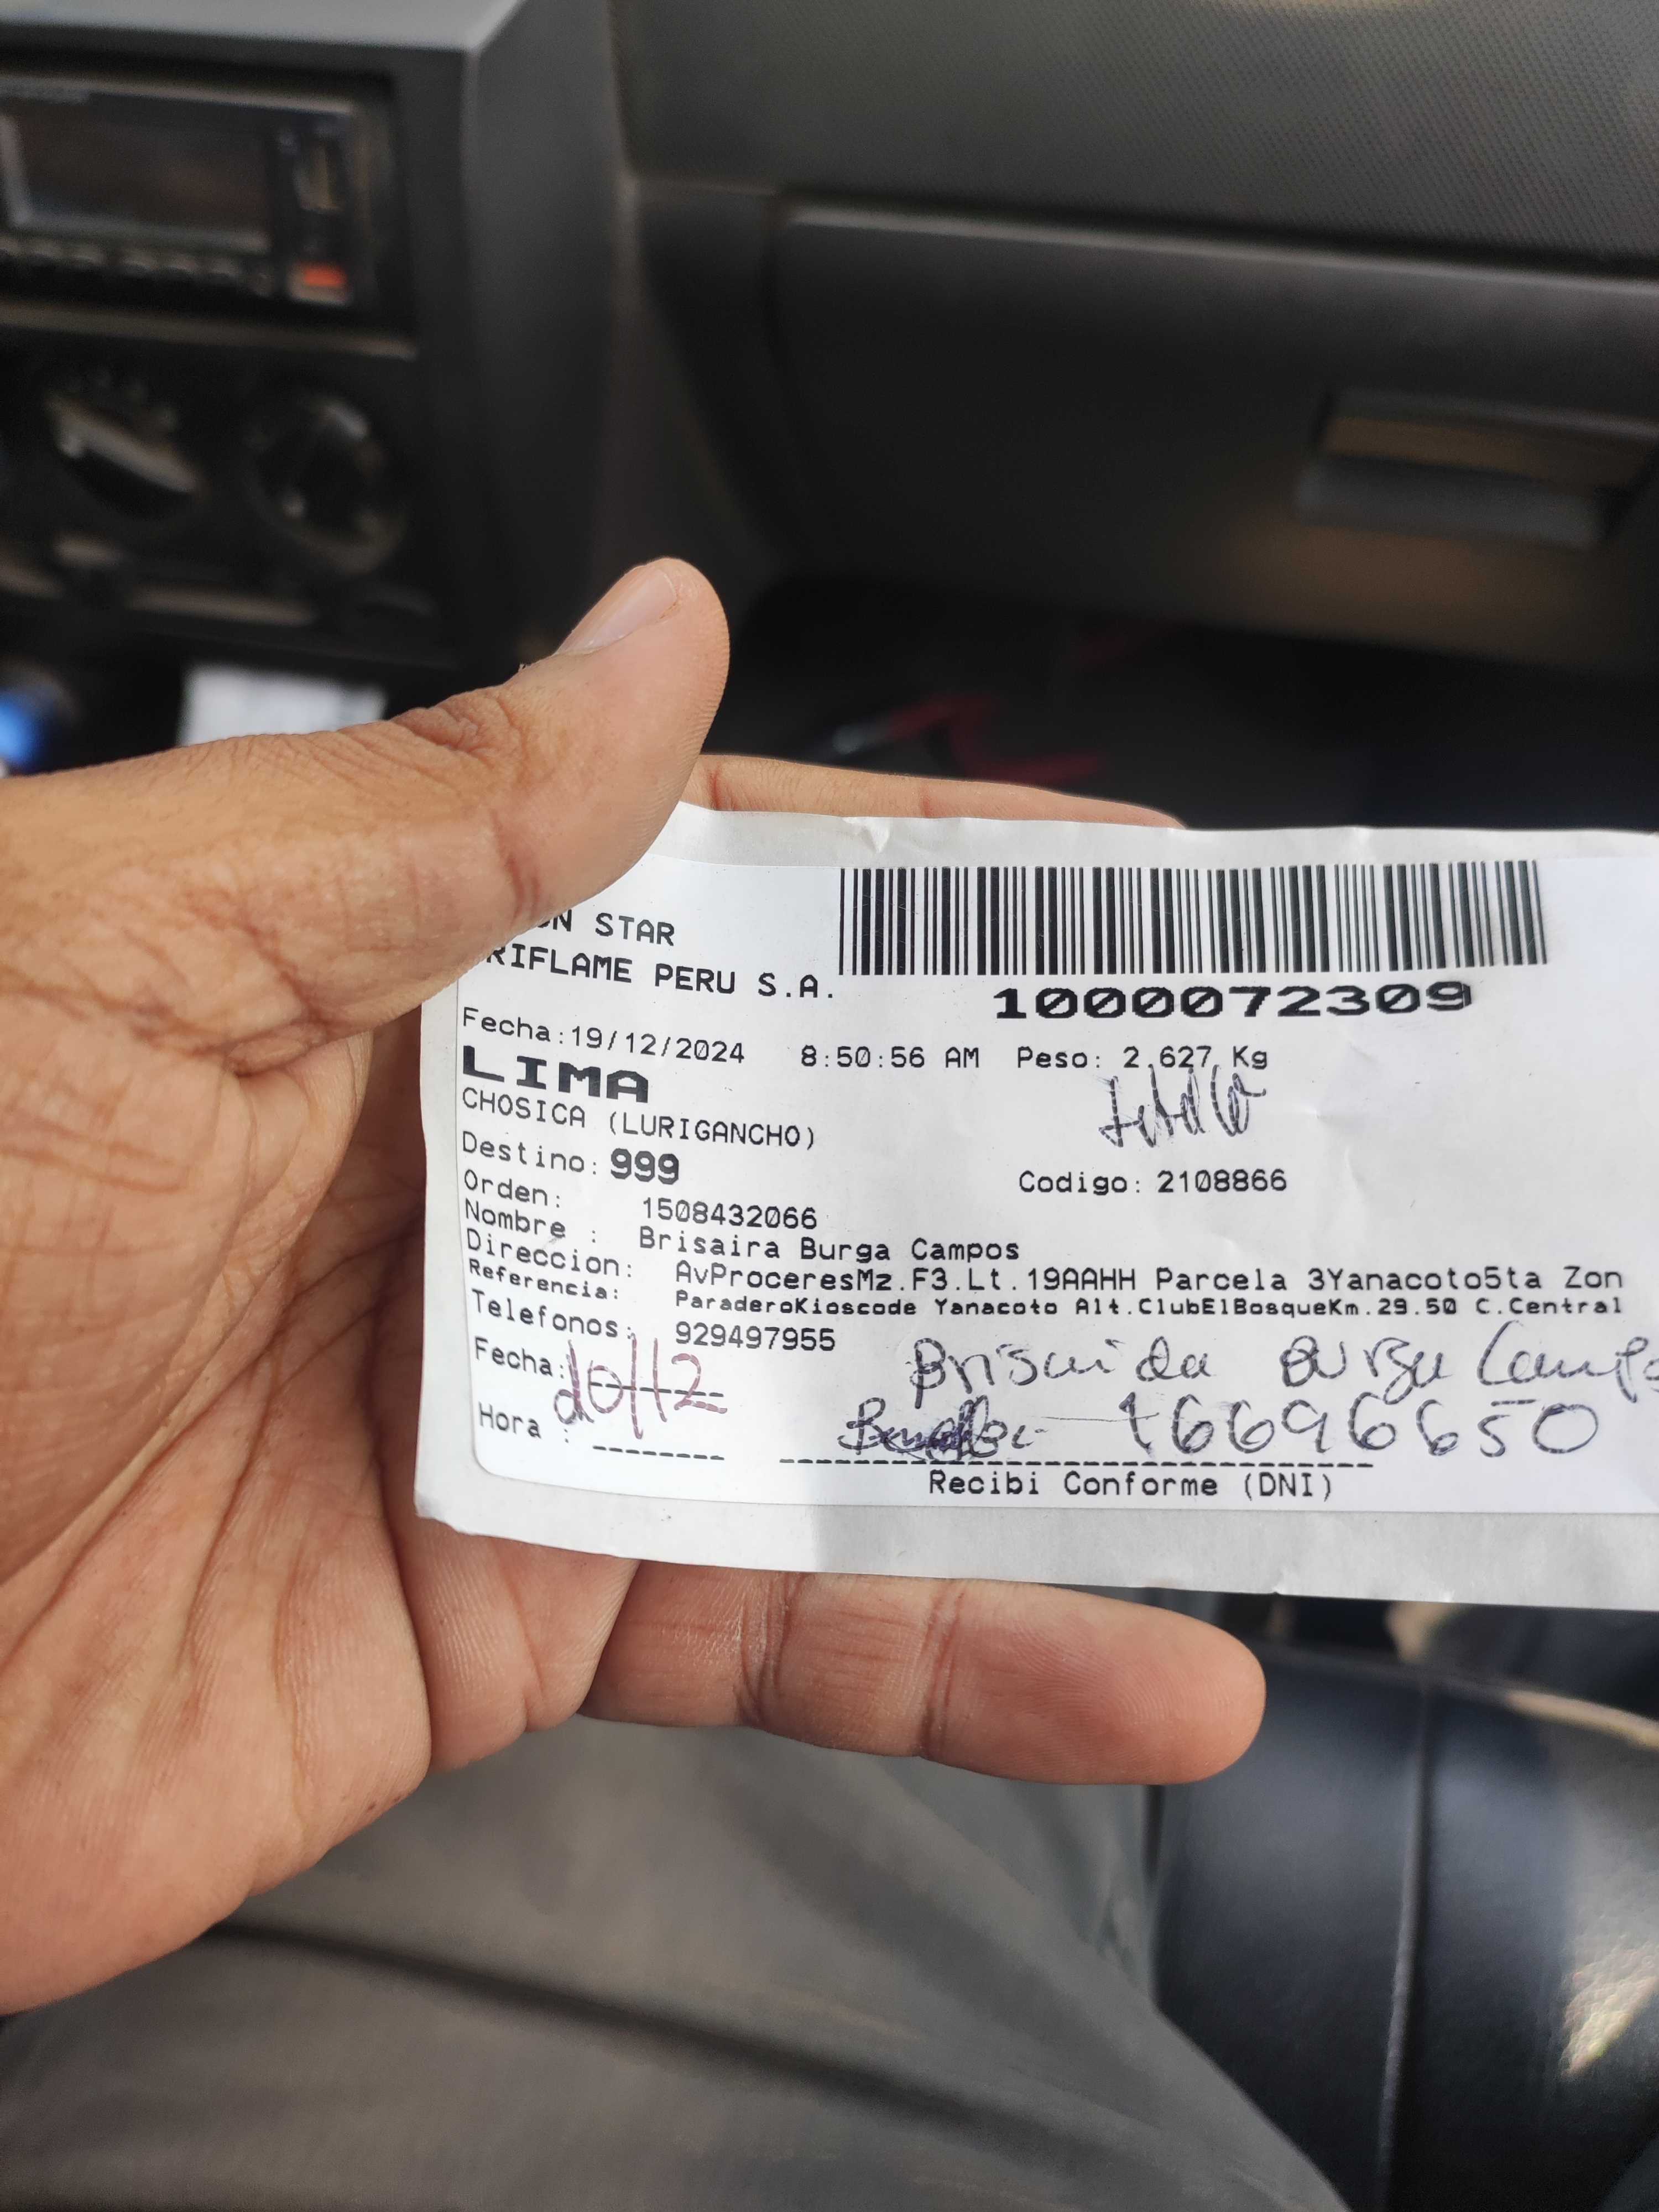 N STAR
RIFLAME PERU S.A.
1000072309
Fecha:19/12/2024 8:50:56 AM Peso: 2.627 Kg
LIMA
CHOSICA (LURIGANCHO)
Destino: 999
Codigo: 2108866
Orden: 1508432066
Nombre : Brisaira Burga Campos
Direccion: AvProceresMz.F3.Lt.19AAHH Parcela 3Yanacoto5ta Zon
Referencia: ParaderoKioscode Yanacoto Alt.ClubElBosqueKm.29.50 C.Central
Telefonos: 929497955
Burga Camp
Fecha: 20/12
16696650
Hora :
Recibi Conforme (DNI)